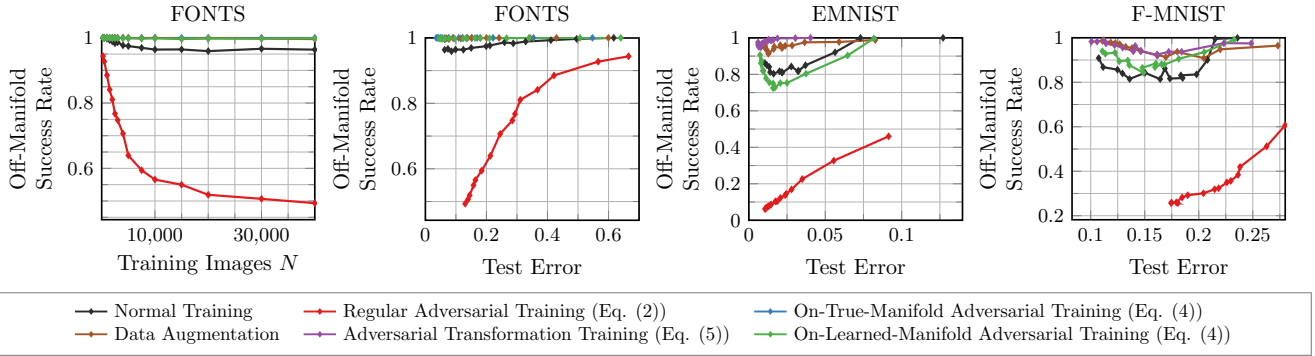 FONTS
Off-Manifold
Success Rate
1
0.8
0.6
10,000
30,000
Training Images N
FONTS
Off-Manifold
Success Rate
1
0.8
0.6
0
0.2
0.4
0.6
Test Error
EMNIST
Off-Manifold
Success Rate
1
0.8
0.6
0.4
0.2
0
0
0.05
0.1
Test Error
F-MNIST
Off-Manifold
Success Rate
1
0.8
0.6
0.4
0.2
0.1
0.15
0.2
0.25
Test Error
Normal Training
Regular Adversarial Training (Eq. (2))
On-True-Manifold Adversarial Training (Eq. (4))
Data Augmentation
Adversarial Transformation Training (Eq. (5))
On-Learned-Manifold Adversarial Training (Eq. (4))